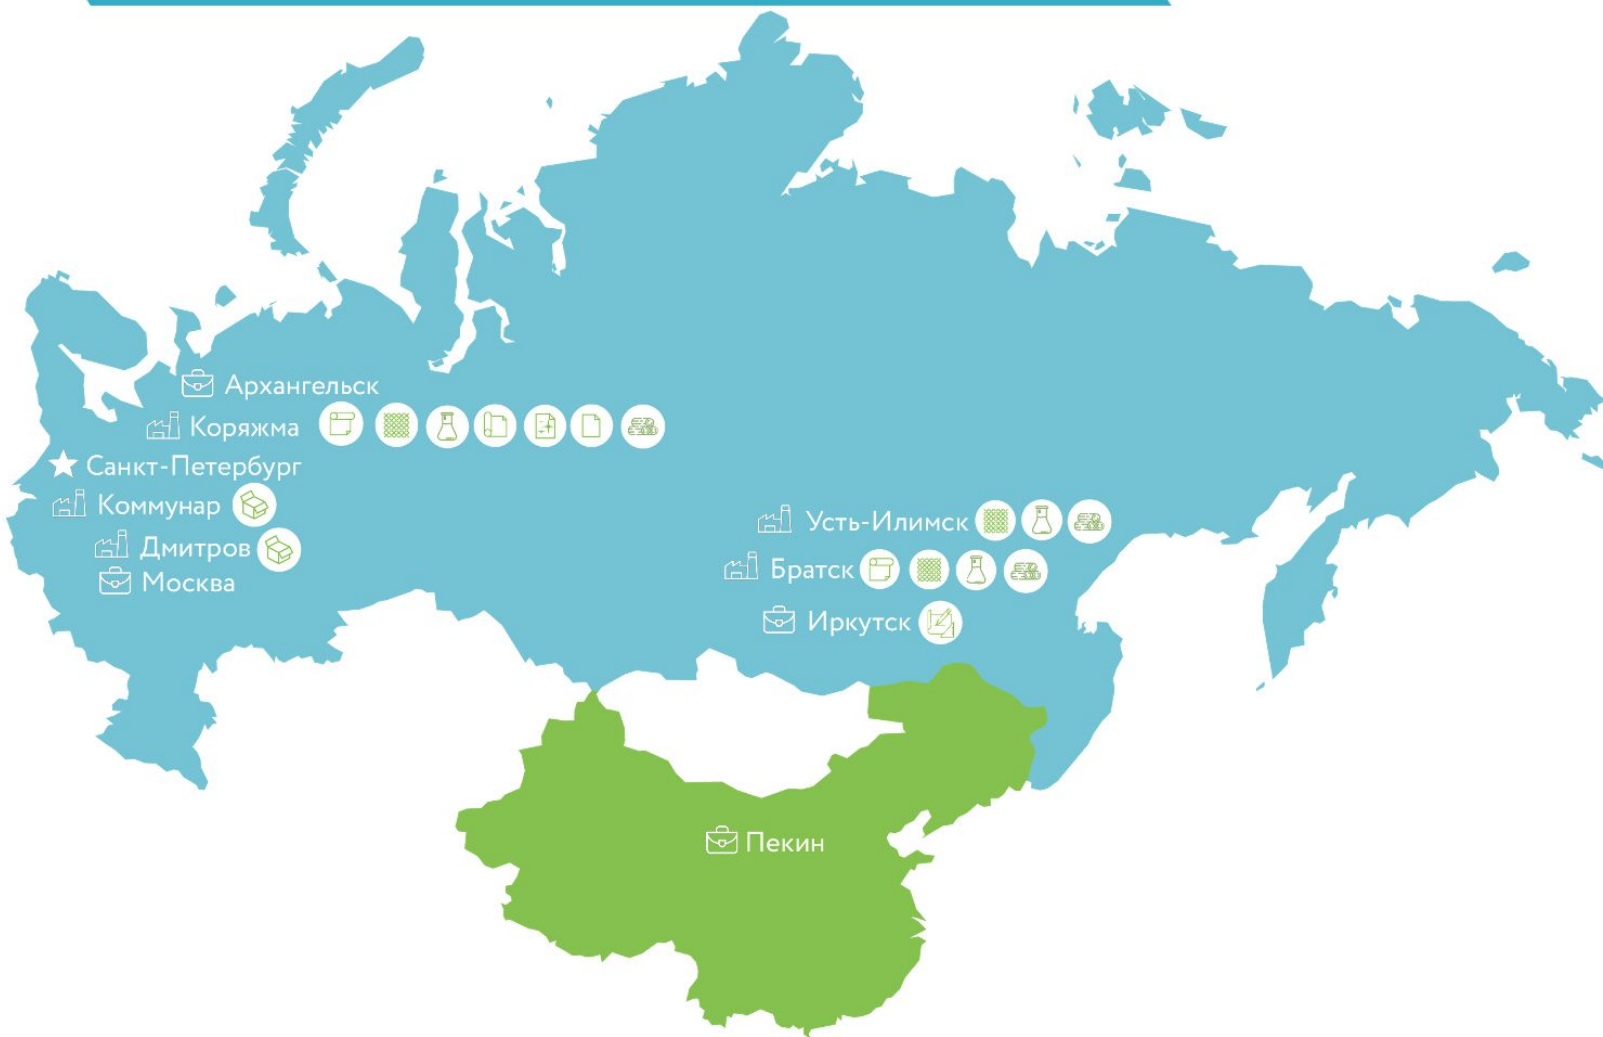 Архангельск
Коряжма
Санкт-Петербург
Коммунар
Дмитров
Москва
Усть-Илимск
Братск
Иркутск
Пекин